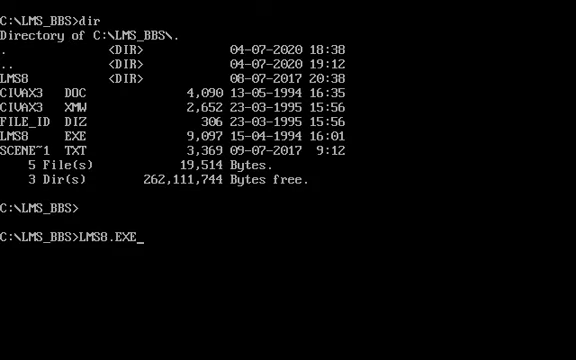 C:\LMS_BBS>dir
Directory of C:\LMS_BBS\.
.              <DIR>            04-07-2020 18:38
..             <DIR>            04-07-2020 19:12
LMS8           <DIR>            08-07-2017 20:38
CIVAX3   DOC              4,090 13-05-1994 16:35
CIVAX3   XMW              2,652 23-03-1995 15:56
FILE_ID  DIZ                306 23-03-1995 15:56
LMS8     EXE              9,097 15-04-1994 16:01
SCENE~1  TXT              3,369 09-07-2017  9:12
    5 File(s)             19,514 Bytes.
    3 Dir(s)         262,111,744 Bytes free.
C:\LMS_BBS>
C:\LMS_BBS>LMS8.EXE_